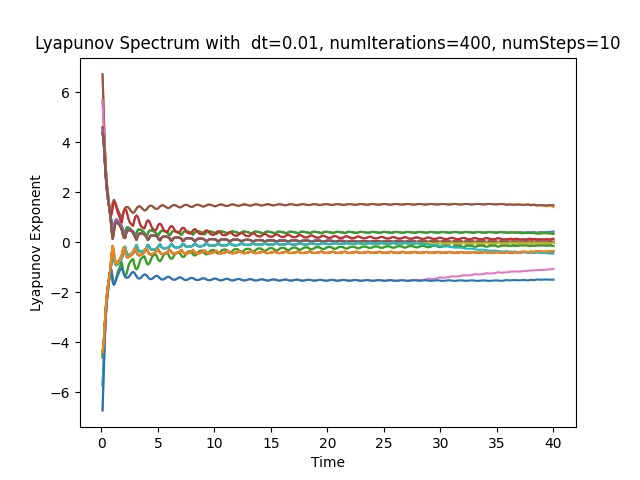 Lyapunov Spectrum with  dt=0.01, numIterations=400, numSteps=10
Lyapunov Exponent
6
4
2
0
−2
−4
−6
0 5 10 15 20 25 30 35 40
Time